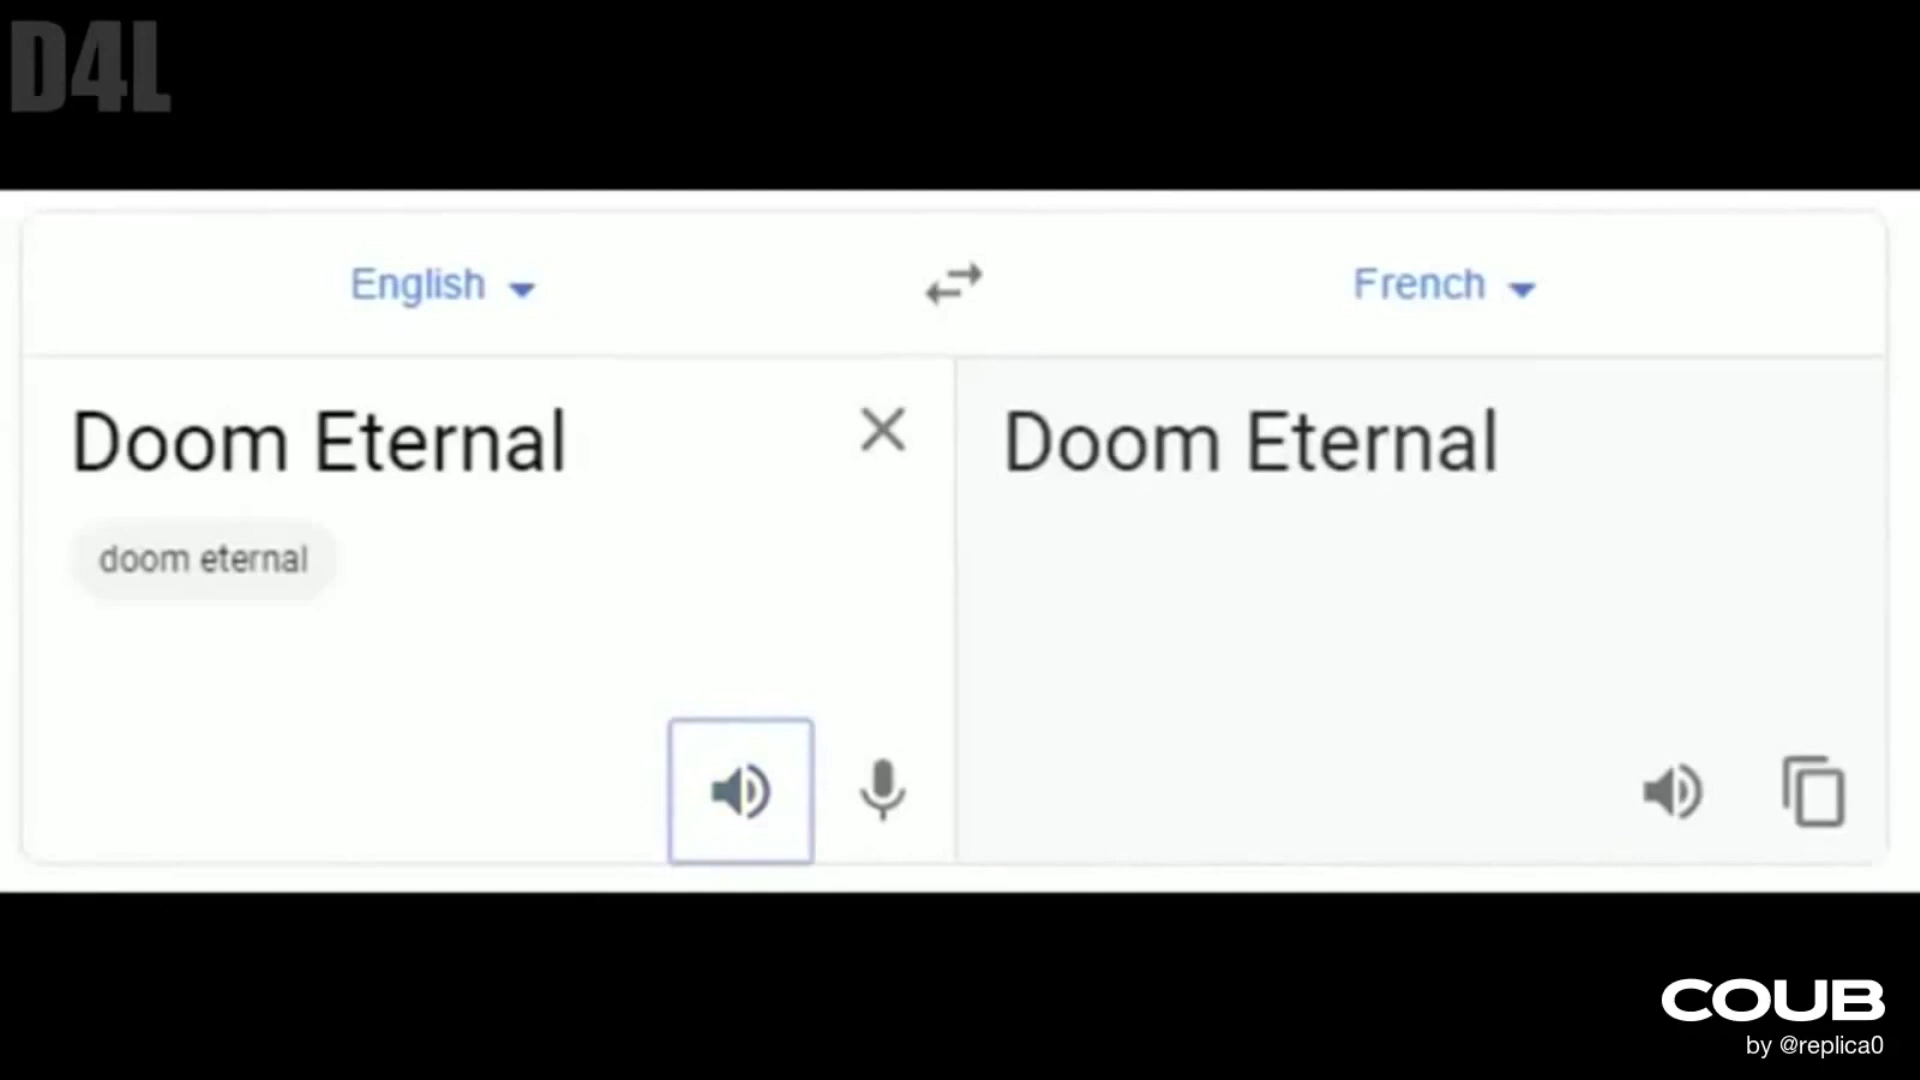 D4L
English
French
Doom Eternal
doom eternal
Doom Eternal
COUB
by @replica0